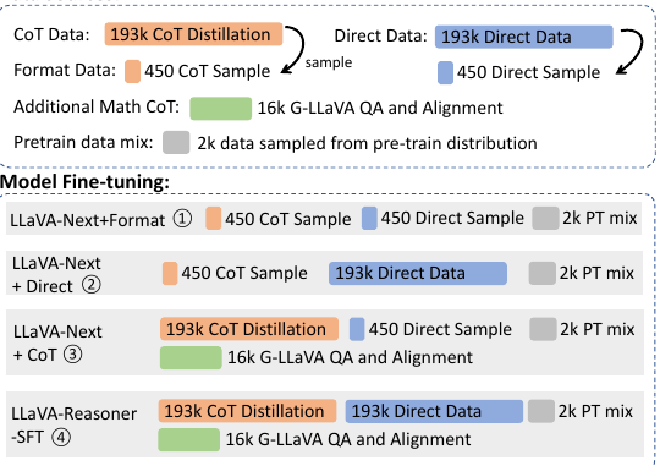 CoT Data: 193k CoT Distillation Direct Data: 193k Direct Data
sample
Format Data: 450 CoT Sample 450 Direct Sample
Additional Math CoT: 16k G-LLaVA QA and Alignment
Pretrain data mix: 2k data sampled from pre-train distribution
Model Fine-tuning:
LLaVA-Next+Format ① 450 CoT Sample 450 Direct Sample 2k PT mix
LLaVA-Next
+ Direct ② 450 CoT Sample 193k Direct Data 2k PT mix
LLaVA-Next 193k CoT Distillation 450 Direct Sample 2k PT mix
+ CoT ③ 16k G-LLaVA QA and Alignment
LLaVA-Reasoner 193k CoT Distillation 193k Direct Data 2k PT mix
-SFT ④ 16k G-LLaVA QA and Alignment